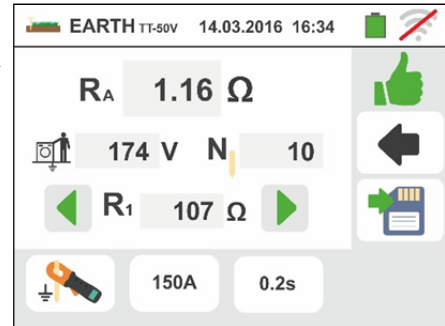 EARTH TT-50V 14.03.2016 16:34
RA 1.16 Ω
174 V N 10
R1 107 Ω
150A 0.2s